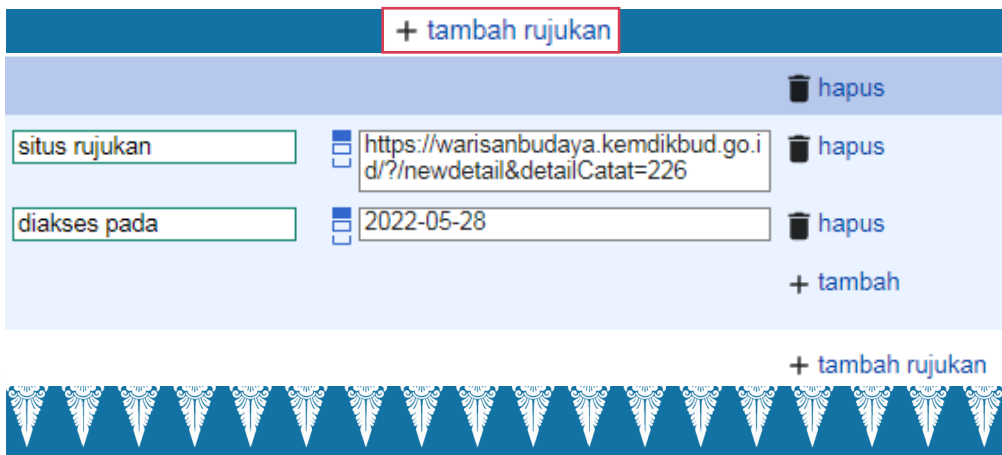 + tambah rujukan
hapus
situs rujukan https://warisanbudaya.kemdikbud.go.i hapus
d/?/newdetail&detailCatat=226
diakses pada 2022-05-28 hapus
+ tambah
+ tambah rujukan